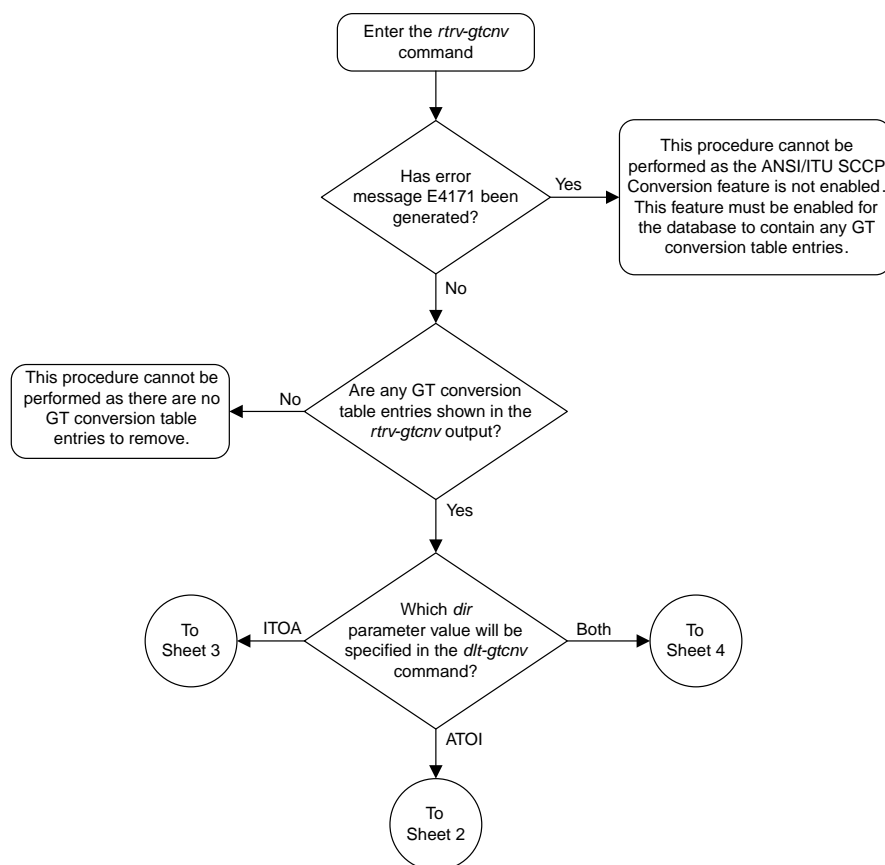 Enter the rtrv-gtcnv
command
Has error
message E4171 been
generated?
Yes
This procedure cannot be
performed as the ANSI/ITU SCCP
Conversion feature is not enabled.
This feature must be enabled for
the database to contain any GT
conversion table entries.
No
Are any GT conversion
table entries shown in the
rtrv-gtcnv output?
No
This procedure cannot be
performed as there are no
GT conversion table
entries to remove.
Yes
Which dir
parameter value will be
specified in the dlt-gtcnv
command?
ITOA
To
Sheet 3
Both
To
Sheet 4
ATOI
To
Sheet 2